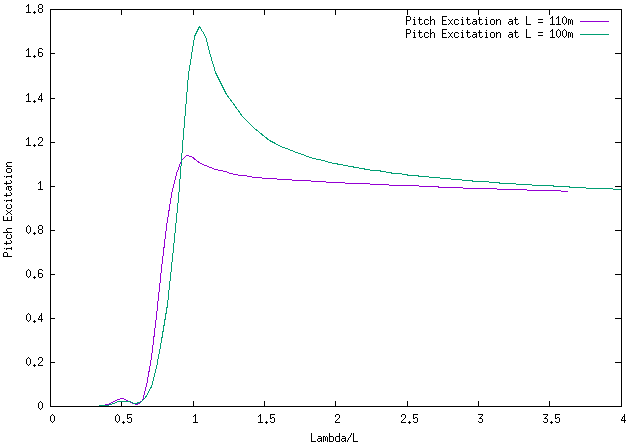 Pitch Excitation at L = 110m
Pitch Excitation at L = 100m
1.8
1.6
1.4
1.2
1
0.8
0.6
0.4
0.2
0
Pitch Excitation
0 0.5 1 1.5 2 2.5 3 3.5 4
Lambda/L